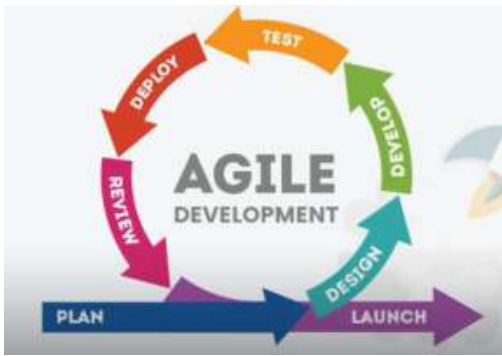 TEST
DEPLOY
DEVELOP
AGILE
DEVELOPMENT
REVIEW
DESIGN
PLAN
LAUNCH